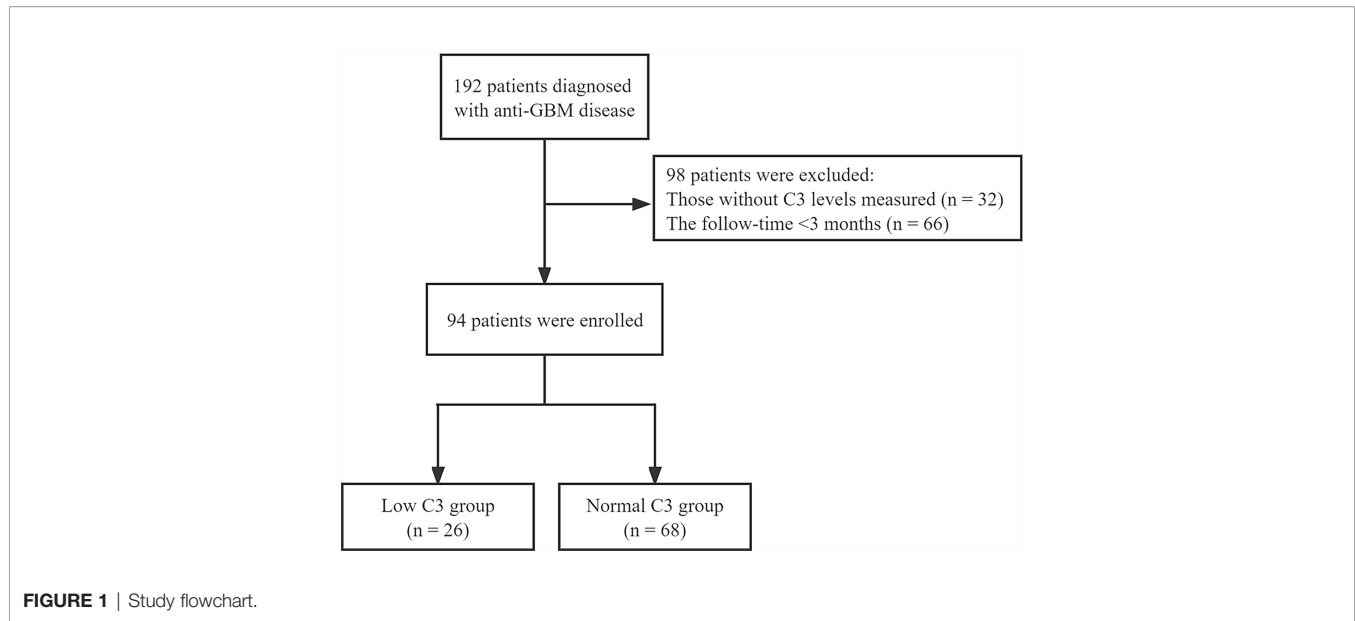 192 patients diagnosed
with anti-GBM disease
98 patients were excluded:
Those without C3 levels measured (n = 32)
The follow-time <3 months (n = 66)
94 patients were enrolled
Low C3 group
(n = 26)
Normal C3 group
(n = 68)
FIGURE 1 | Study flowchart.